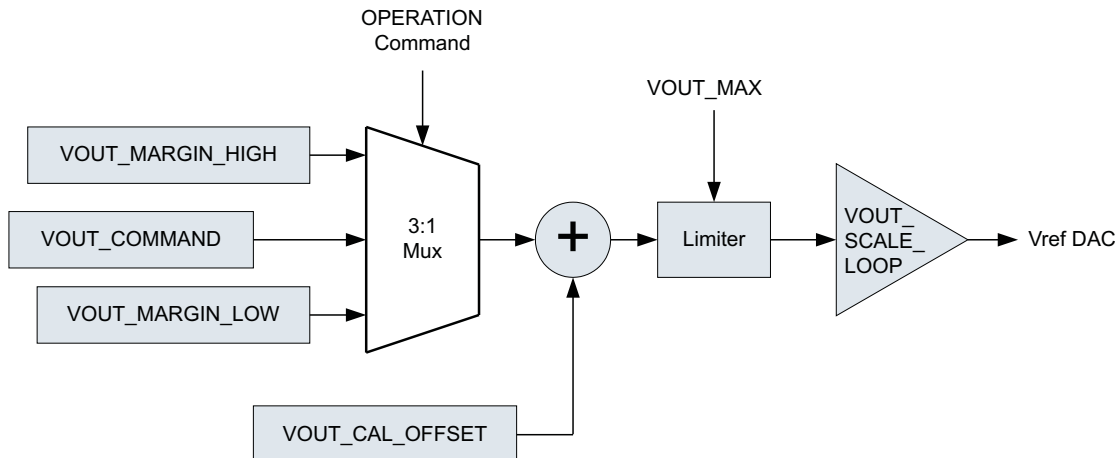 OPERATION
Command
VOUT_MAX
VOUT_MARGIN_HIGH
VOUT_COMMAND
VOUT_MARGIN_LOW
3:1
Mux
+
Limiter
VOUT_
SCALE_
LOOP
Vref DAC
VOUT_CAL_OFFSET